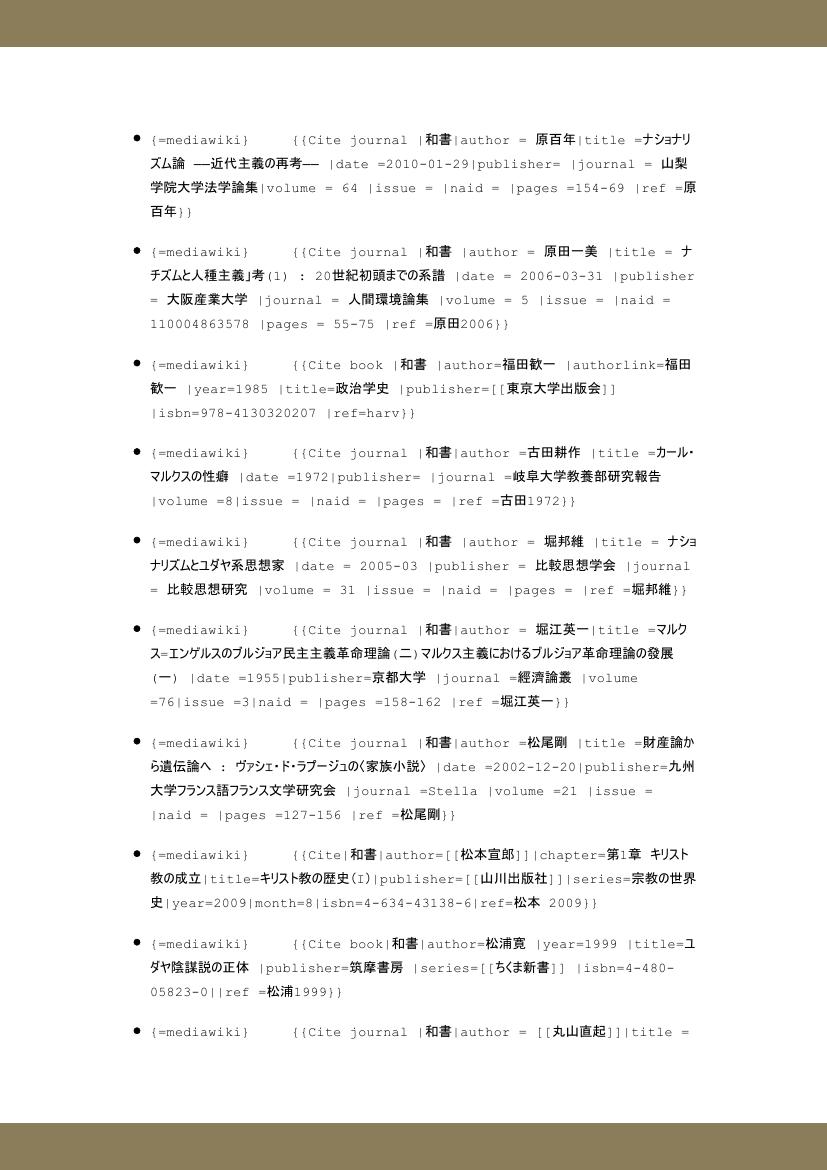 ● {=mediawiki} {{Cite journal |和書|author = 原百年|title =ナショナリ
ズム論 ――近代主義の再考―― |date =2010-01-29|publisher= |journal = 山梨
学院大学法学論集|volume = 64 |issue = |naid = |pages =154-69 |ref =原
百年}}
● {=mediawiki} {{Cite journal |和書 |author = 原田一美 |title = ナ
チズムと人種主義」考(1) : 20世紀初頭までの系譜 |date = 2006-03-31 |publisher
= 大阪産業大学 |journal = 人間環境論集 |volume = 5 |issue = |naid =
110004863578 |pages = 55-75 |ref =原田2006}}
● {=mediawiki} {{Cite book |和書 |author=福田歓一 |authorlink=福田
歓一 |year=1985 |title=政治学史 |publisher=[[東京大学出版会]]
|isbn=978-4130320207 |ref=harv}}
● {=mediawiki} {{Cite journal |和書|author =古田耕作 |title =カール・
マルクスの性癖 |date =1972|publisher= |journal =岐阜大学教養部研究報告
|volume =8|issue = |naid = |pages = |ref =古田1972}}
● {=mediawiki} {{Cite journal |和書 |author = 堀邦維 |title = ナショ
ナリズムとユダヤ系思想家 |date = 2005-03 |publisher = 比較思想学会 |journal
= 比較思想研究 |volume = 31 |issue = |naid = |pages = |ref =堀邦維}}
● {=mediawiki} {{Cite journal |和書|author = 堀江英一|title =マルク
ス=エンゲルスのブルジョア民主主義革命理論(二)マルクス主義におけるブルジョア革命理論の發展
(一) |date =1955|publisher=京都大学 |journal =經濟論叢 |volume
=76|issue =3|naid = |pages =158-162 |ref =堀江英一}}
● {=mediawiki} {{Cite journal |和書|author =松尾剛 |title =財産論か
ら遺伝論へ : ヴァシェ・ド・ラプージュの〈家族小説〉 |date =2002-12-20|publisher=九州
大学フランス語フランス文学研究会 |journal =Stella |volume =21 |issue =
|naid = |pages =127-156 |ref =松尾剛}}
● {=mediawiki} {{Cite|和書|author=[[松本宣郎]]|chapter=第1章 キリスト
教の成立|title=キリスト教の歴史(I)|publisher=[[山川出版社]]|series=宗教の世界
史|year=2009|month=8|isbn=4-634-43138-6|ref=松本 2009}}
● {=mediawiki} {{Cite book|和書|author=松浦寛 |year=1999 |title=ユ
ダヤ陰謀説の正体 |publisher=筑摩書房 |series=[[ちくま新書]] |isbn=4-480-
05823-0||ref =松浦1999}}
● {=mediawiki} {{Cite journal |和書|author = [[丸山直起]]|title =